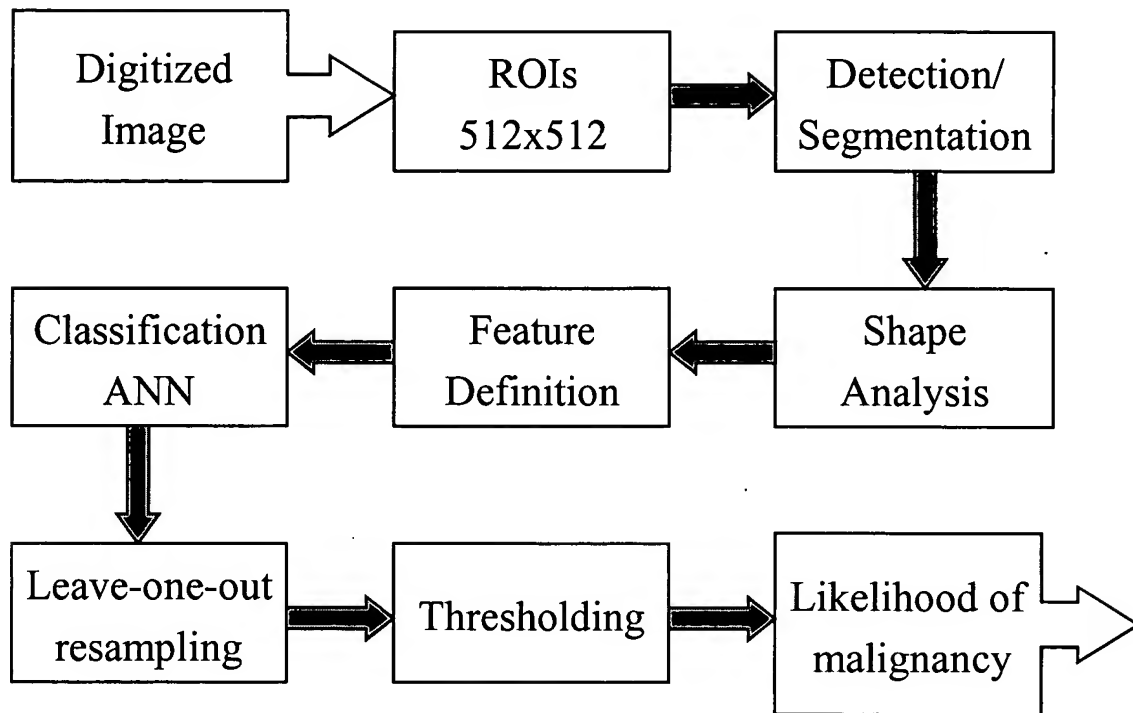 Digitized
Image
ROIs
512x512
Detection/
Segmentation
Classification
ANN
Feature
Definition
Shape
Analysis
Leave-one-out
resampling
Thresholding
Likelihood of
malignancy